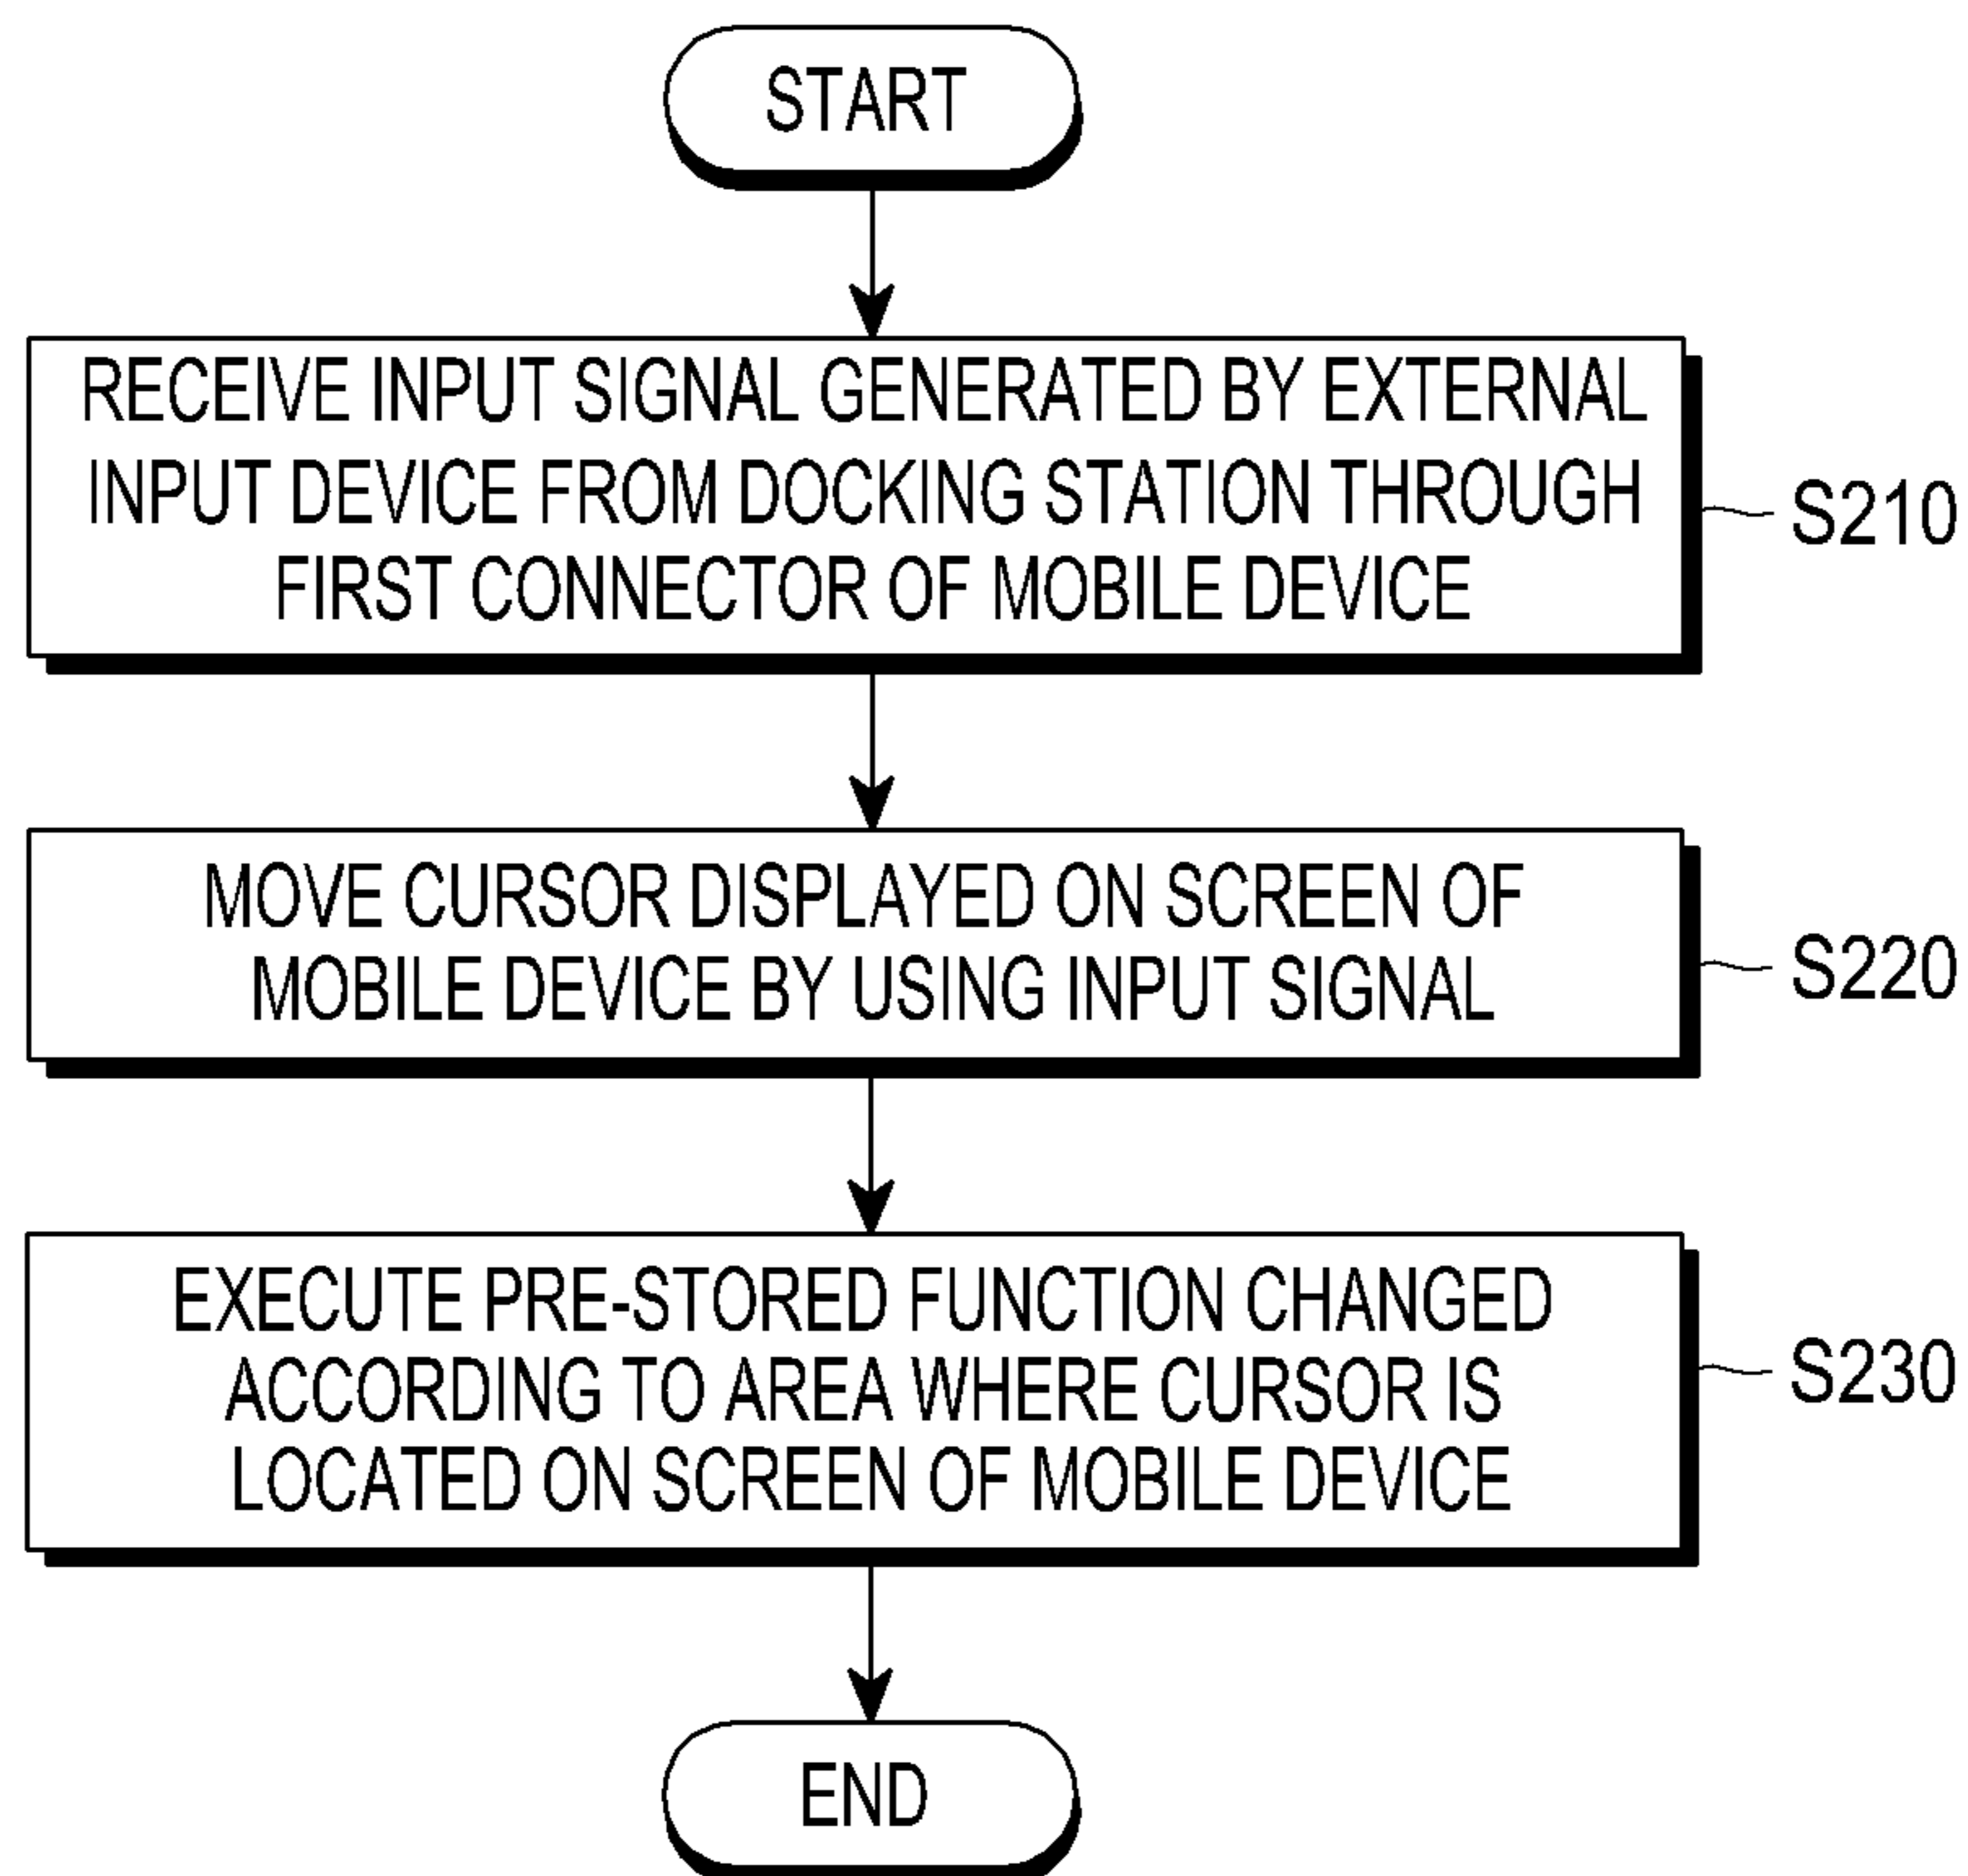 START
RECEIVE INPUT SIGNAL GENERATED BY EXTERNAL
INPUT DEVICE FROM DOCKING STATION THROUGH
FIRST CONNECTOR OF MOBILE DEVICE
S210
MOVE CURSOR DISPLAYED ON SCREEN OF
MOBILE DEVICE BY USING INPUT SIGNAL
S220
EXECUTE PRE-STORED FUNCTION CHANGED
ACCORDING TO AREA WHERE CURSOR IS
LOCATED ON SCREEN OF MOBILE DEVICE
S230
END